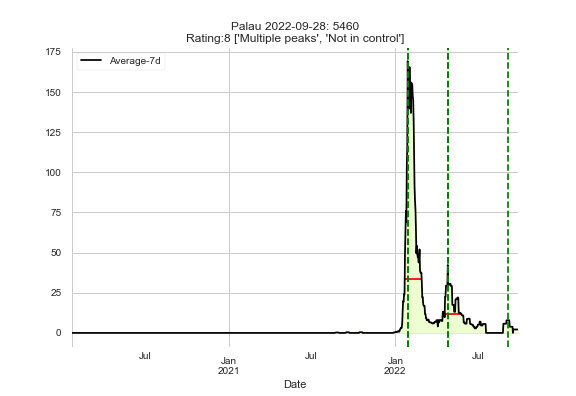 Palau 2022-09-28: 5460
Rating:8 ['Multiple peaks', 'Not in control']
Average-7d
175
150
125
100
75
50
25
0
Jul
Jan
2021
Jul
Jan
2022
Jul
Date